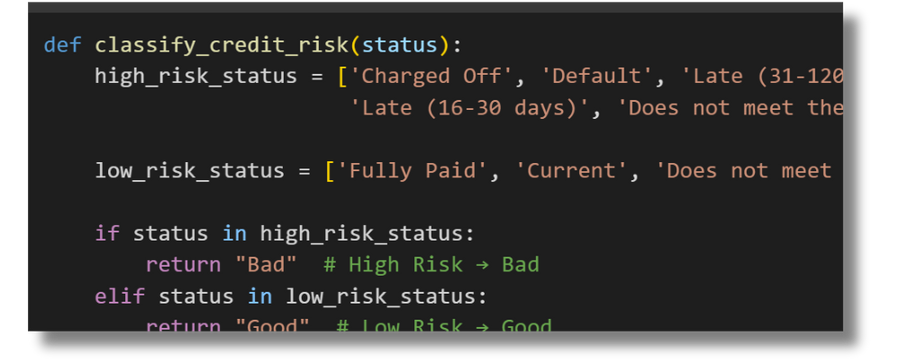 def classify_credit_risk(status):
    high_risk_status = ['Charged Off', 'Default', 'Late (31-120
                        'Late (16-30 days)', 'Does not meet the
    low_risk_status = ['Fully Paid', 'Current', 'Does not meet
    if status in high_risk_status:
        return "Bad"  # High Risk → Bad
    elif status in low_risk_status:
        return "Good"  # Low Risk → Good